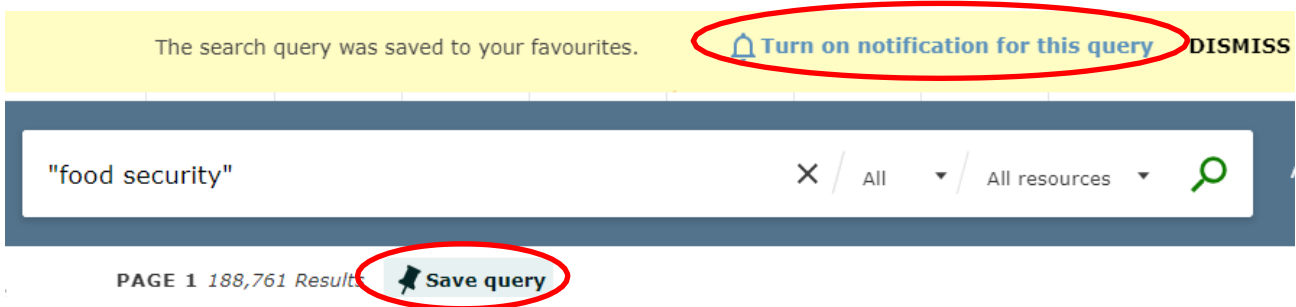 The search query was saved to your favourites. Turn on notification for this query DISMISS
"food security" All All resources
PAGE 1 188,761 Results Save query